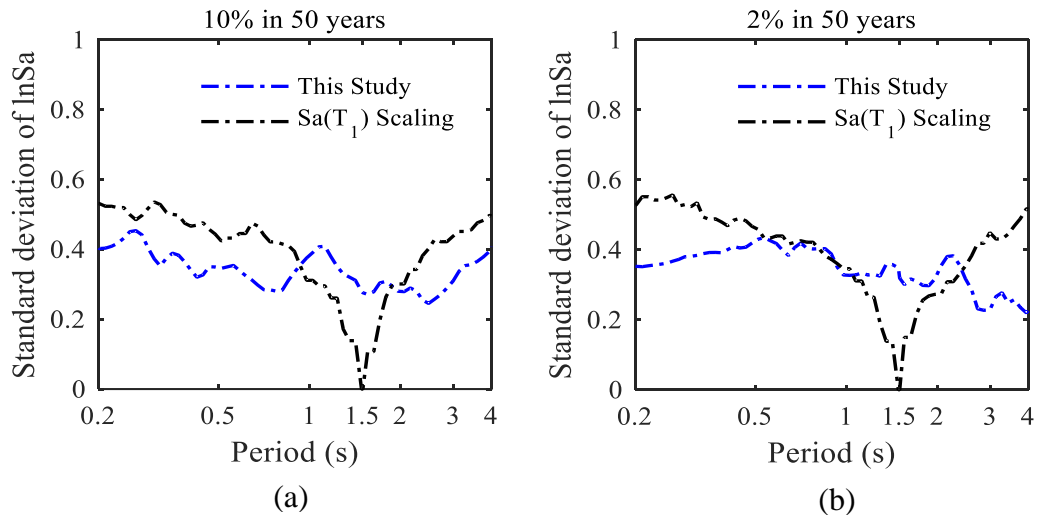 10% in 50 years
1
0.8
0.6
0.4
0.2
0
Standard deviation of lnSa
This Study
Sa(T1) Scaling
0.2 0.5 1 1.5 2 3 4
Period (s)
(a)
2% in 50 years
1
0.8
0.6
0.4
0.2
0
Standard deviation of lnSa
This Study
Sa(T1) Scaling
0.2 0.5 1 1.5 2 3 4
Period (s)
(b)